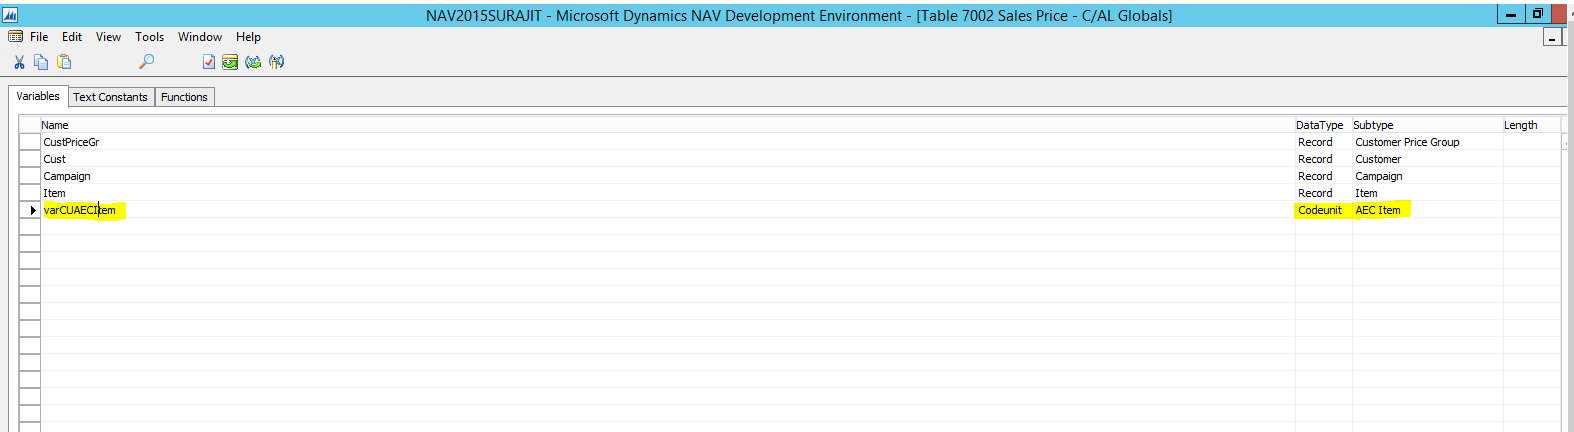 NAV2015SURAJIT - Microsoft Dynamics NAV Development Environment - [Table 7002 Sales Price - C/AL Globals]
File Edit View Tools Window Help
Variables Text Constants Functions
Name DataType Subtype Length
CustPriceGr Record Customer Price Group
Cust Record Customer
Campaign Record Campaign
Item Record Item
varCUAECItem Codeunit AEC Item